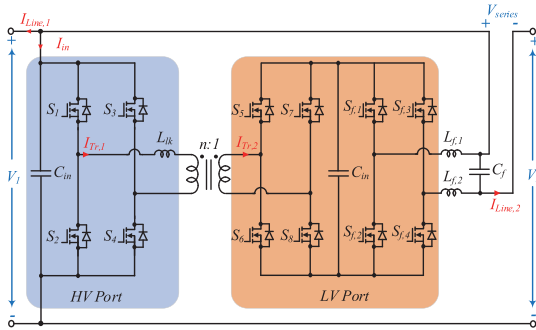 I_Line,1
V_series
+ -
+ +
I_in
S_1 S_3 S_5 S_7 S_f,1 S_f,3
L_lk n:1
I_Tr,1 I_Tr,2 L_f,1
V_1 C_in C_in C_f V
L_f,2
I_Line,2
S_2 S_4 S_6 S_8 S_f,2 S_f,4
HV Port LV Port
- -